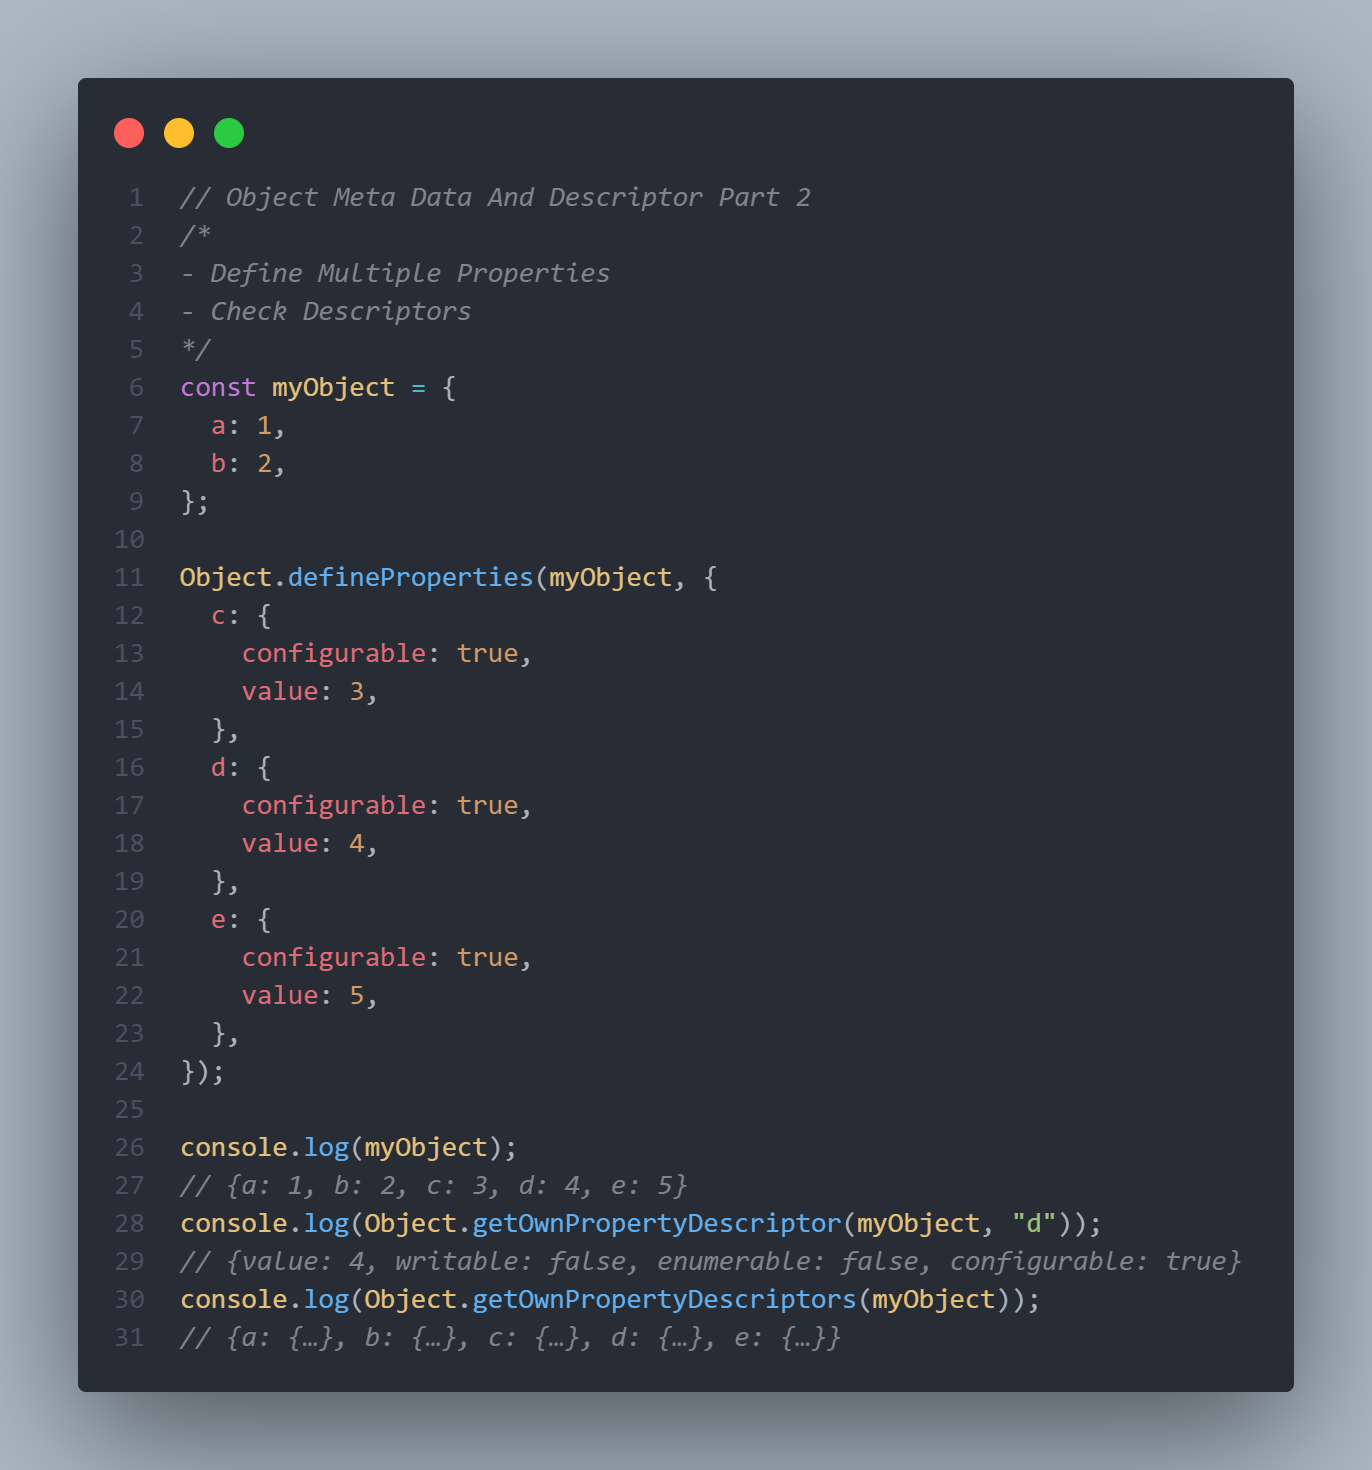 1 // Object Meta Data And Descriptor Part 2
2 /*
3 - Define Multiple Properties
4 - Check Descriptors
5 */
6 const myObject = {
7   a: 1,
8   b: 2,
9 };
10
11 Object.defineProperties(myObject, {
12   c: {
13     configurable: true,
14     value: 3,
15   },
16   d: {
17     configurable: true,
18     value: 4,
19   },
20   e: {
21     configurable: true,
22     value: 5,
23   },
24 });
25
26 console.log(myObject);
27 // {a: 1, b: 2, c: 3, d: 4, e: 5}
28 console.log(Object.getOwnPropertyDescriptor(myObject, "d"));
29 // {value: 4, writable: false, enumerable: false, configurable: true}
30 console.log(Object.getOwnPropertyDescriptors(myObject));
31 // {a: {…}, b: {…}, c: {…}, d: {…}, e: {…}}